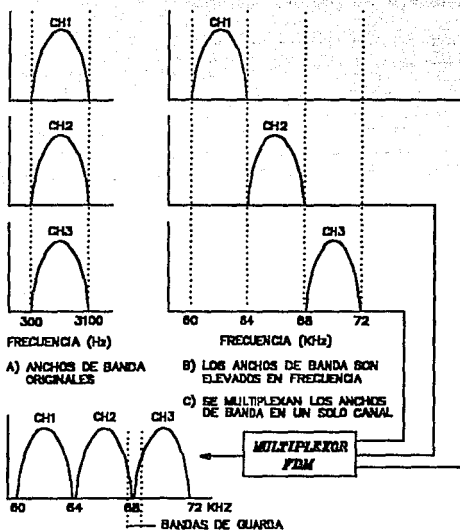 CH1
CH1
CH2
CH2
CH3
CH3
300 3100
60 64 68 72
FRECUENCIA (Hz)
FRECUENCIA (KHz)
A) ANCHOS DE BANDA
ORIGINALES
B) LOS ANCHOS DE BANDA SON
ELEVADOS EN FRECUENCIA
C) SE MULTIPLEXAN LOS ANCHOS
DE BANDA EN UN SOLO CANAL
CH1 CH2 CH3
MULTIPLEXOR
FDM
60 64 68 72 KHZ
BANDAS DE GUARDA